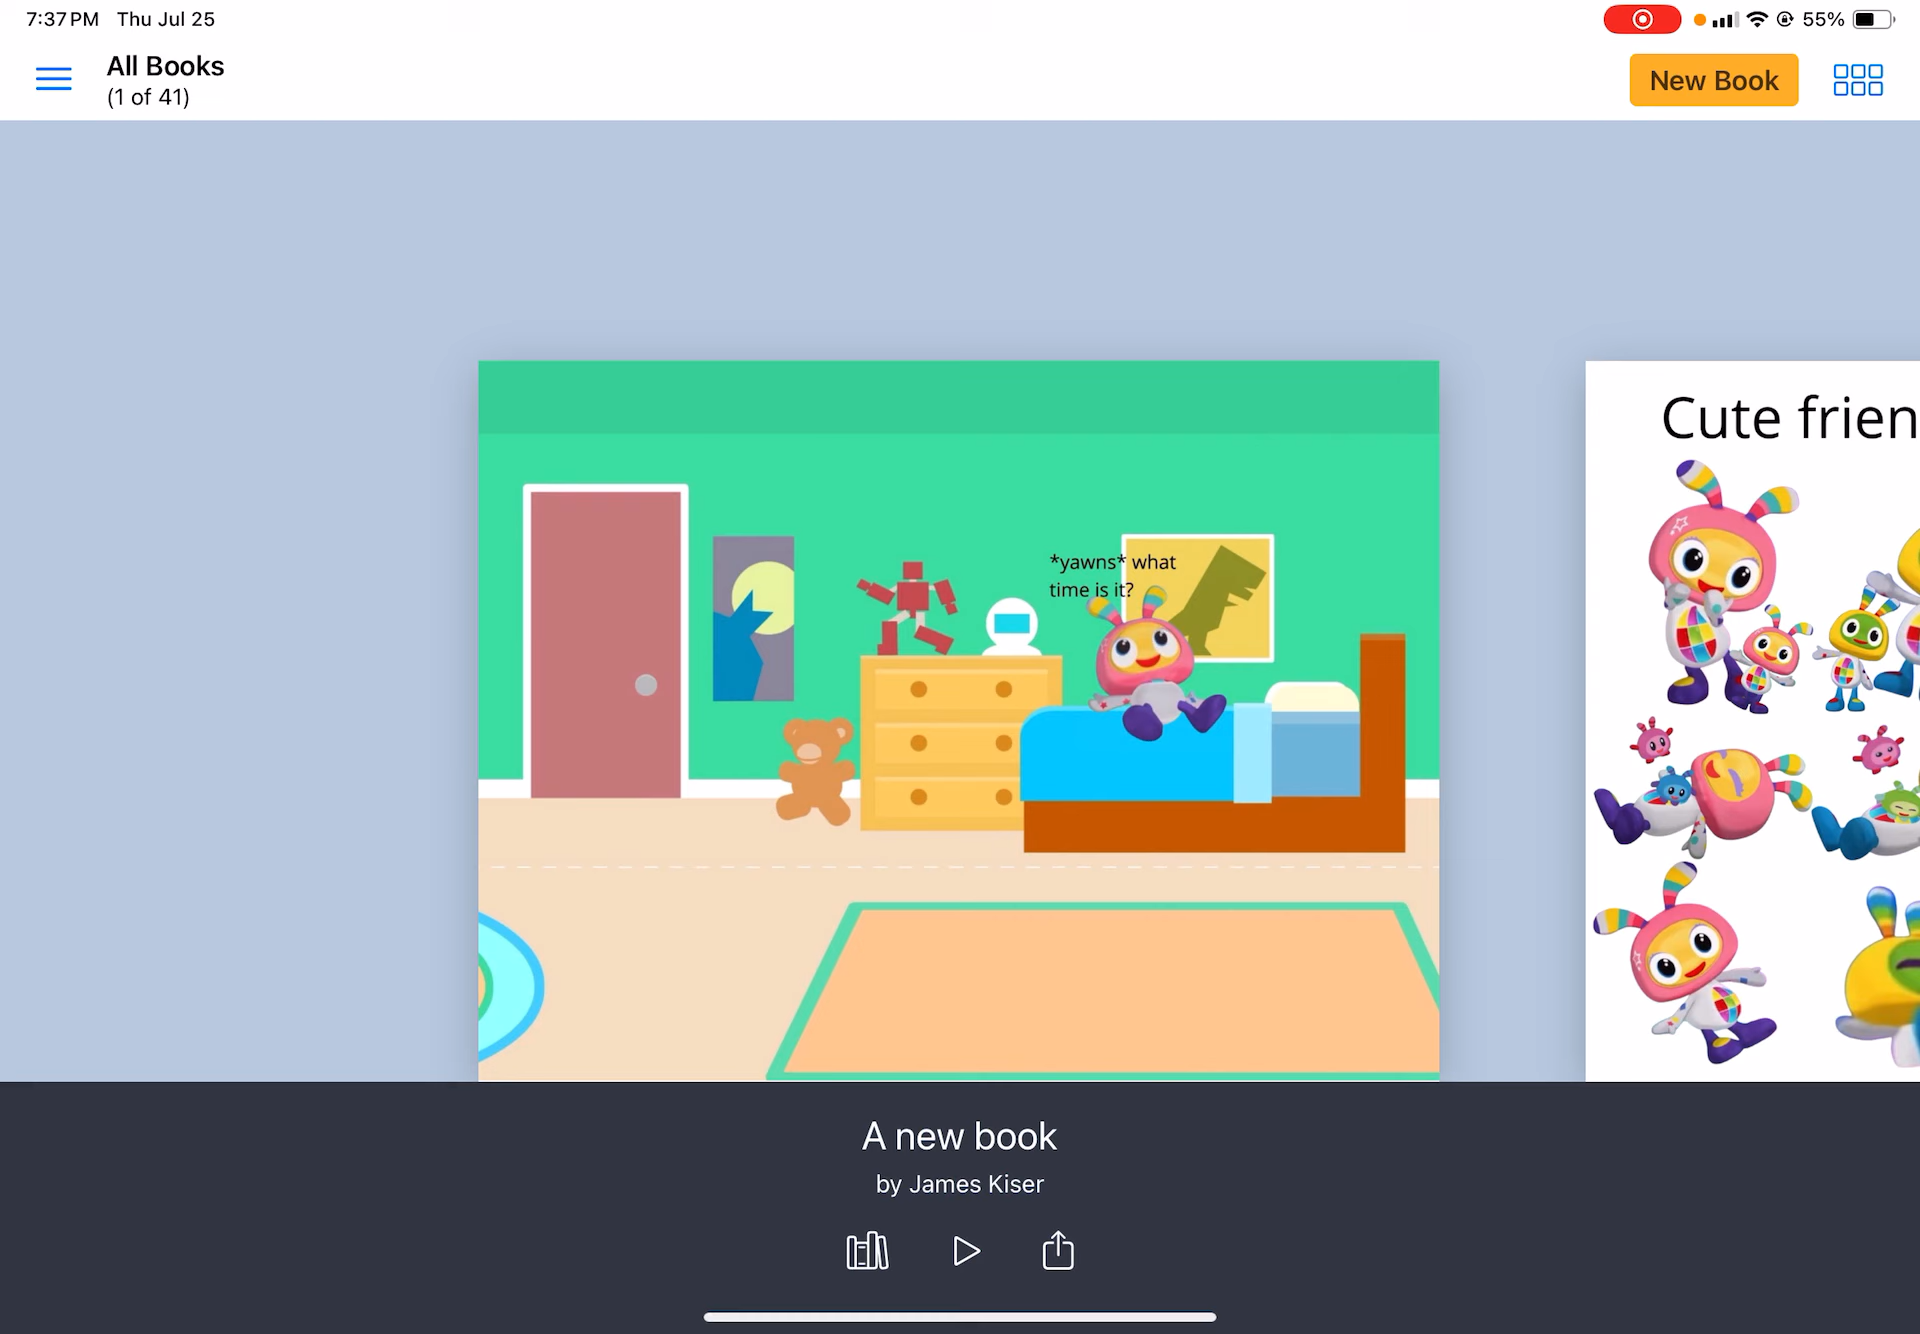 7:37 PM Thu Jul 25
55%
All Books
(1 of 41)
New Book
*yawns* what
time is it?
Cute frien
A new book
by James Kiser